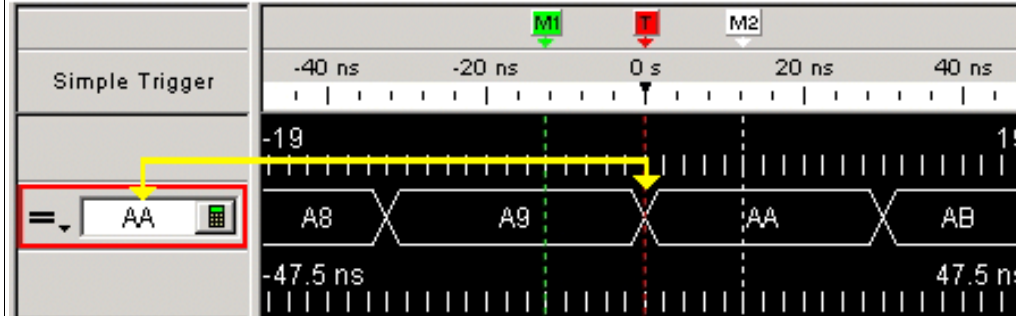 M1 T M2
Simple Trigger
-40 ns -20 ns 0 s 20 ns 40 ns
-19 19
= AA A8 A9 AA AB
-47.5 ns 47.5 ns